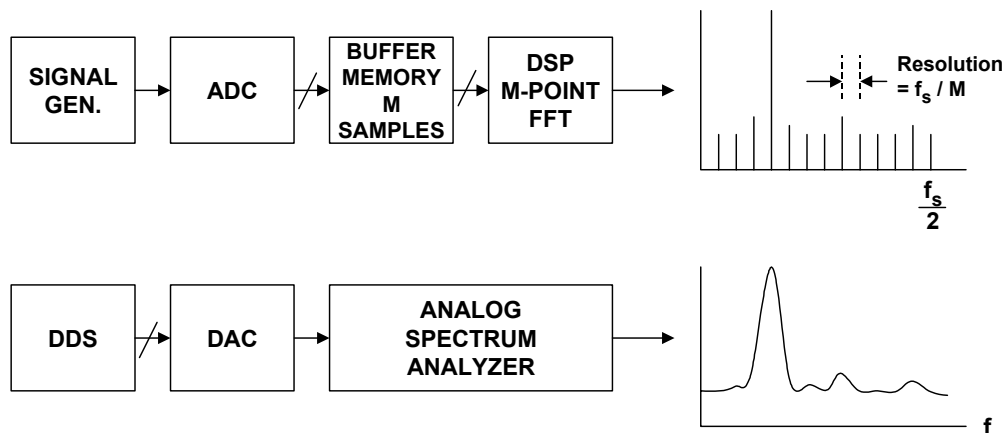 SIGNAL
GEN.
ADC
BUFFER
MEMORY
M
SAMPLES
DSP
M-POINT
FFT
Resolution
= fs / M
fs
2
DDS
DAC
ANALOG
SPECTRUM
ANALYZER
f